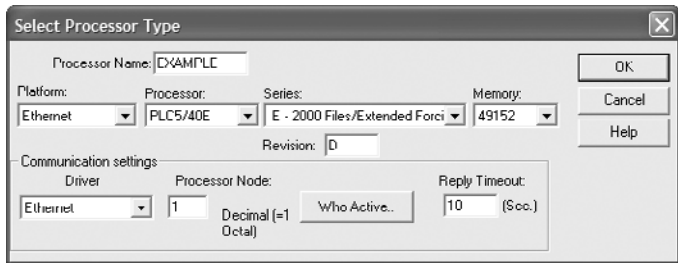 Select Processor Type
Processor Name: EXAMPLE
OK
Platform: Processor: Series: Memory:
Ethernet PLC5/40E E - 2000 Files/Extended Forci 49152
Cancel
Help
Revision: D
Communication settings
Driver Processor Node: Reply Timeout:
Ethernet 1 Decimal (=1 Who Active.. 10 (Sec.)
Octal)